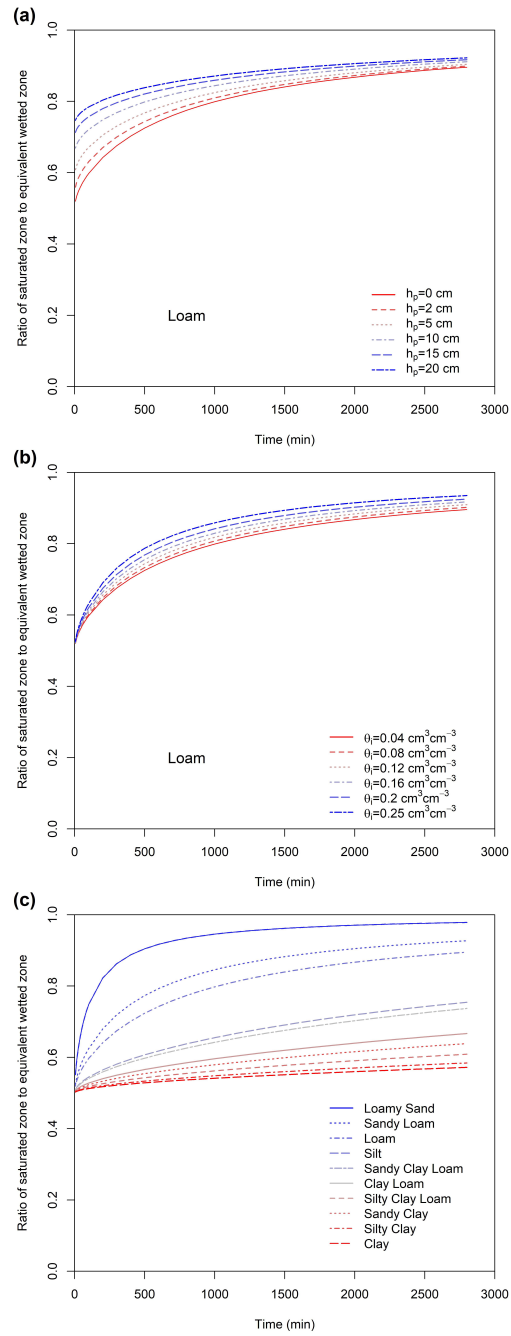 (a)
Ratio of saturated zone to equivalent wetted zone
1.0
0.8
0.6
0.4
0.2
0.0
Loam
hp=0 cm
hp=2 cm
hp=5 cm
hp=10 cm
hp=15 cm
hp=20 cm
0 500 1000 1500 2000 2500 3000
Time (min)
(b)
Ratio of saturated zone to equivalent wetted zone
1.0
0.8
0.6
0.4
0.2
0.0
Loam
θi=0.04 cm³cm⁻³
θi=0.08 cm³cm⁻³
θi=0.12 cm³cm⁻³
θi=0.16 cm³cm⁻³
θi=0.2 cm³cm⁻³
θi=0.25 cm³cm⁻³
0 500 1000 1500 2000 2500 3000
Time (min)
(c)
Ratio of saturated zone to equivalent wetted zone
1.0
0.8
0.6
0.4
0.2
0.0
Loamy Sand
Sandy Loam
Loam
Silt
Sandy Clay Loam
Clay Loam
Silty Clay Loam
Sandy Clay
Silty Clay
Clay
0 500 1000 1500 2000 2500 3000
Time (min)